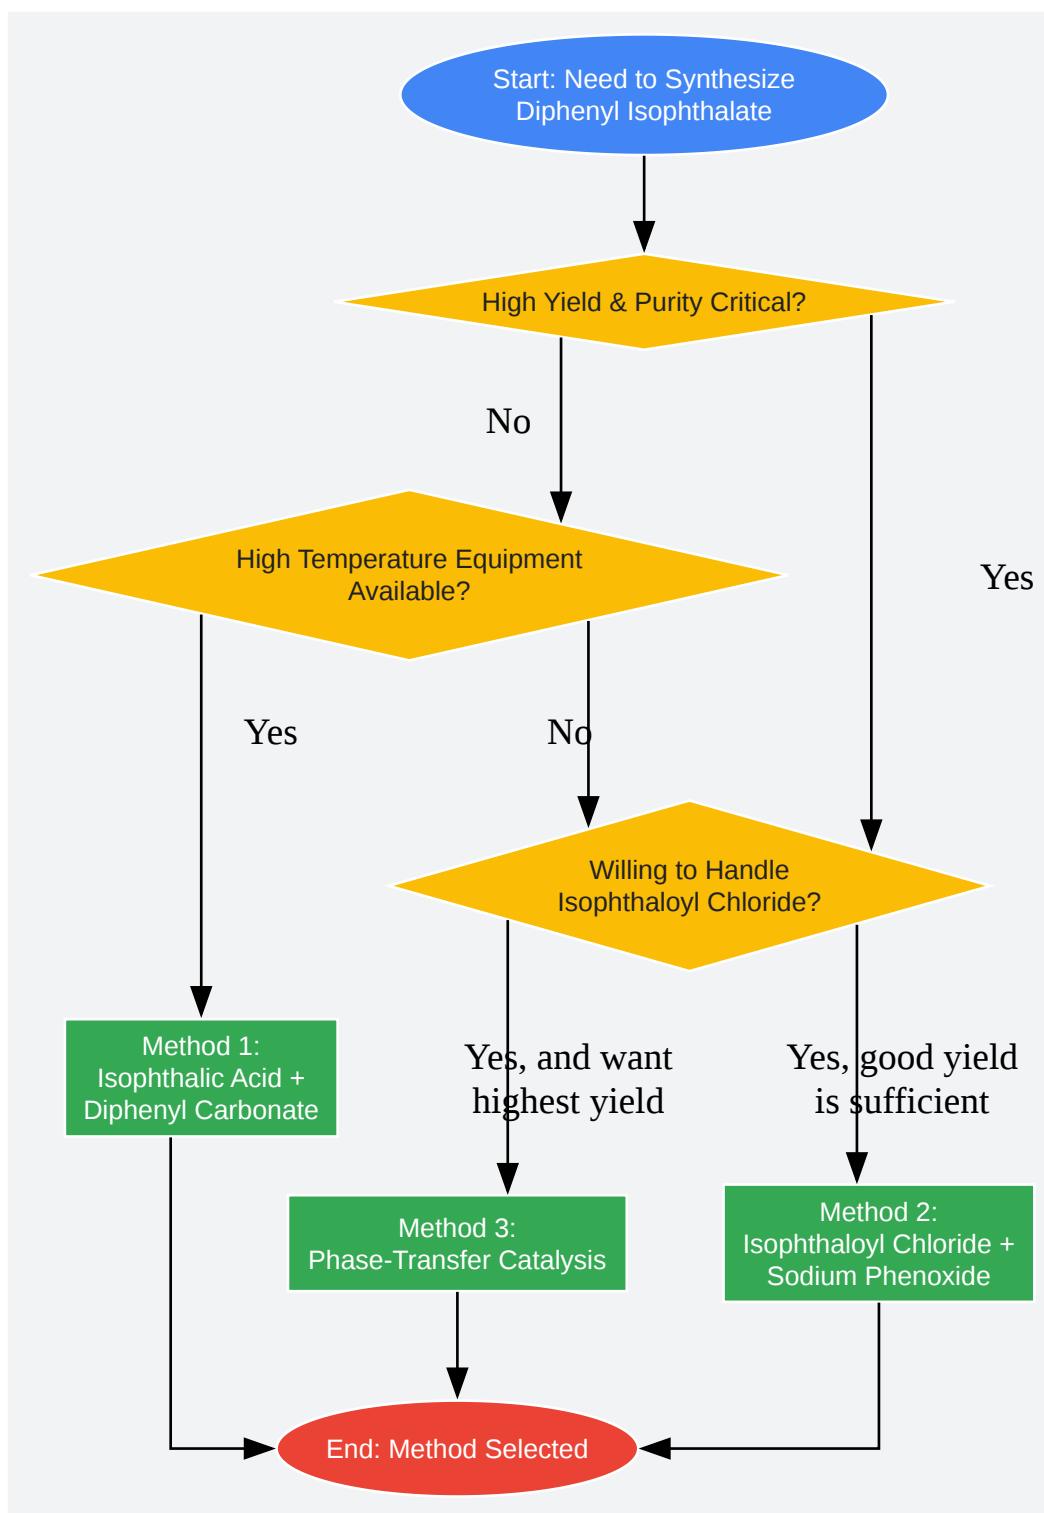 Start: Need to Synthesize
Diphenyl Isophthalate
High Yield & Purity Critical?
No
High Temperature Equipment
Available?
Yes
Yes
No
Willing to Handle
Isophthaloyl Chloride?
Method 1:
Isophthalic Acid +
Diphenyl Carbonate
Yes, and want
highest yield
Yes, good yield
is sufficient
Method 3:
Phase-Transfer Catalysis
Method 2:
Isophthaloyl Chloride +
Sodium Phenoxide
End: Method Selected